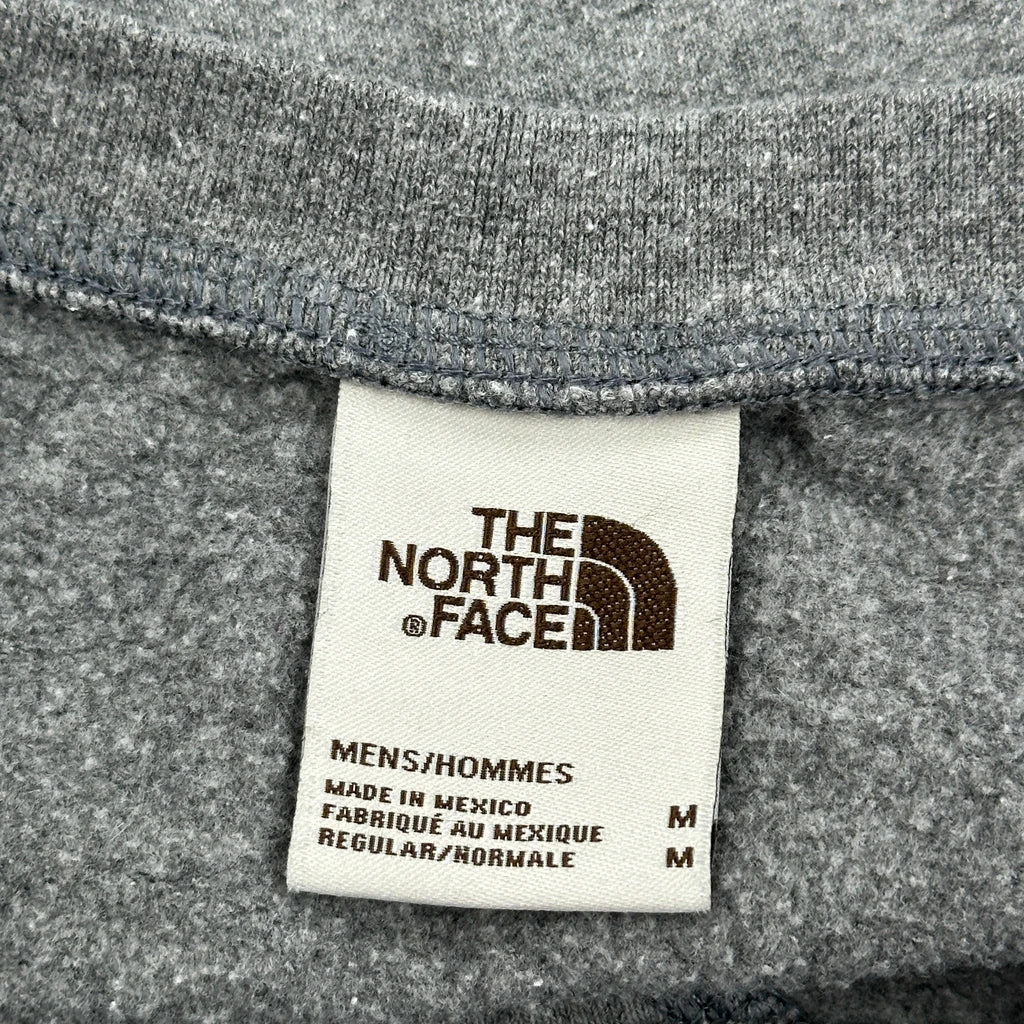 THE
NORTH
® FACE
MENS/HOMMES
MADE IN MEXICO M
FABRIQUÉ AU MEXIQUE
REGULAR/NORMALE M